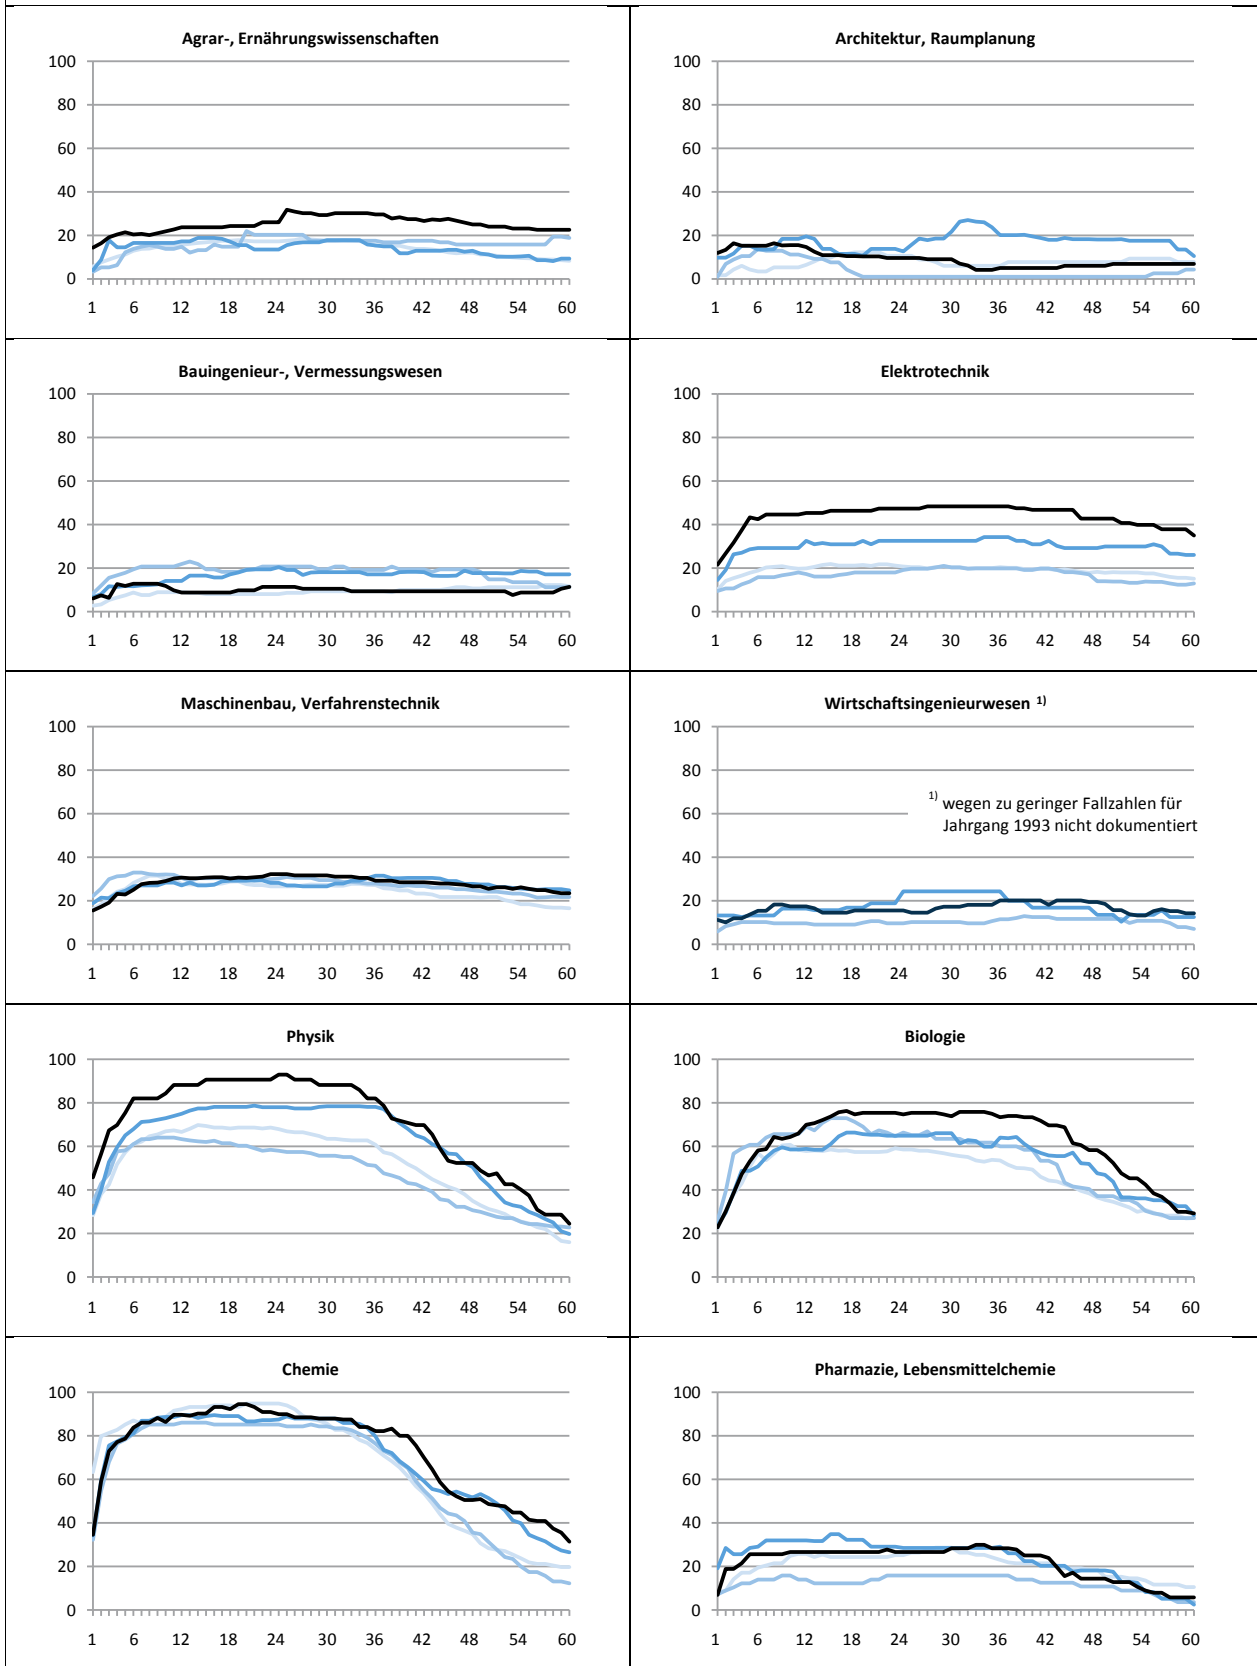 Agrar-, Ernährungswissenschaften
100
80
60
40
20
0
1 6 12 18 24 30 36 42 48 54 60
Architektur, Raumplanung
100
80
60
40
20
0
1 6 12 18 24 30 36 42 48 54 60
Bauingenieur-, Vermessungswesen
100
80
60
40
20
0
1 6 12 18 24 30 36 42 48 54 60
Elektrotechnik
100
80
60
40
20
0
1 6 12 18 24 30 36 42 48 54 60
Maschinenbau, Verfahrenstechnik
100
80
60
40
20
0
1 6 12 18 24 30 36 42 48 54 60
Wirtschaftsingenieurwesen 1)
100
80
60
40
20
0
1) wegen zu geringer Fallzahlen für
Jahrgang 1993 nicht dokumentiert
1 6 12 18 24 30 36 42 48 54 60
Physik
100
80
60
40
20
0
1 6 12 18 24 30 36 42 48 54 60
Biologie
100
80
60
40
20
0
1 6 12 18 24 30 36 42 48 54 60
Chemie
100
80
60
40
20
0
1 6 12 18 24 30 36 42 48 54 60
Pharmazie, Lebensmittelchemie
100
80
60
40
20
0
1 6 12 18 24 30 36 42 48 54 60